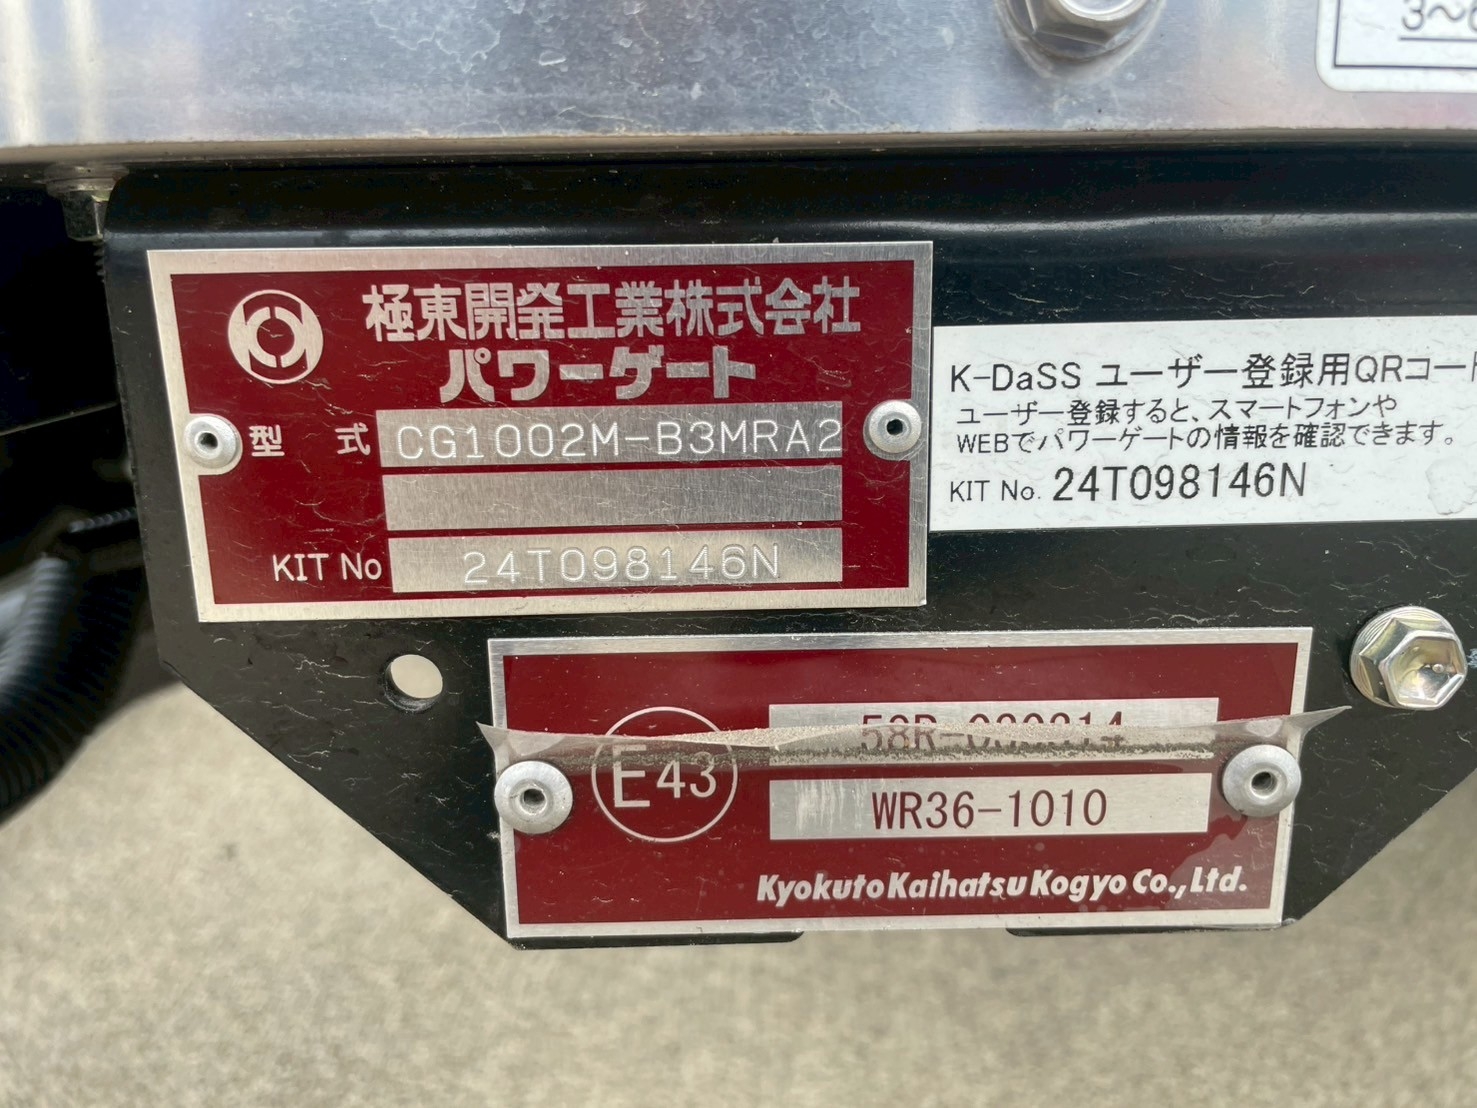 極東開発工業株式会社
パワーゲート
型式 CG1002M-B3MRA2
KIT No 24T098146N
K-DaSS ユーザー登録用QRコード
ユーザー登録すると、スマートフォンや
WEBでパワーゲートの情報を確認できます。
KIT No. 24T098146N
E43
WR36-1010
Kyokuto Kaihatsu Kogyo Co., Ltd.